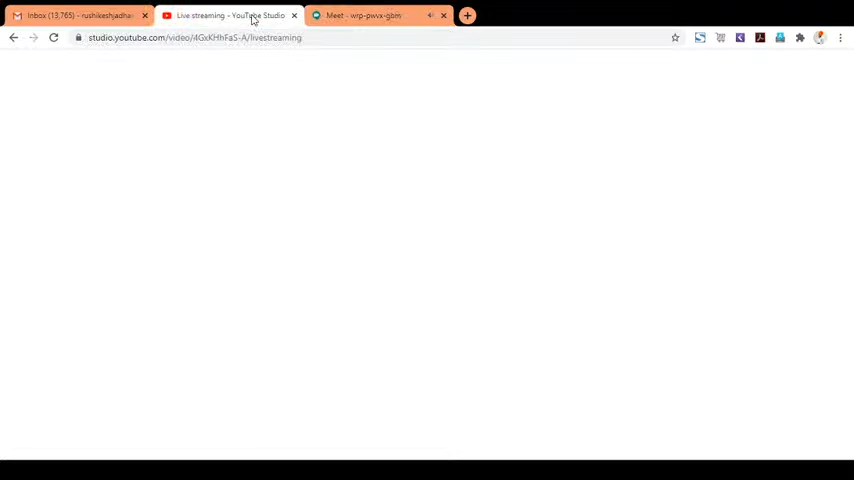 Inbox (13,765) - rushikeshjadha
Live streaming - YouTube Studio
Meet - wrp-pwvx-gbm
studio.youtube.com/video/4GxKHhFaS-A/livestreaming